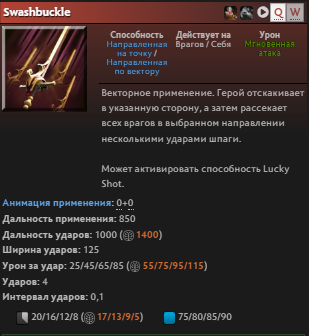 Swashbuckle
Q W
Способность Действует на Урон
Направленная Врагов / Себя Мгновенная
на точку / атака
Направленная
по вектору
Векторное применение. Герой отскакивает
в указанную сторону, а затем рассекает
всех врагов в выбранном направлении
несколькими ударами шпаги.
Может активировать способность Lucky
Shot.
Анимация применения: 0+0
Дальность применения: 850
Дальность ударов: 1000 ( 1400)
Ширина ударов: 125
Урон за удар: 25/45/65/85 ( 55/75/95/115)
Ударов: 4
Интервал ударов: 0,1
20/16/12/8 ( 17/13/9/5) 75/80/85/90